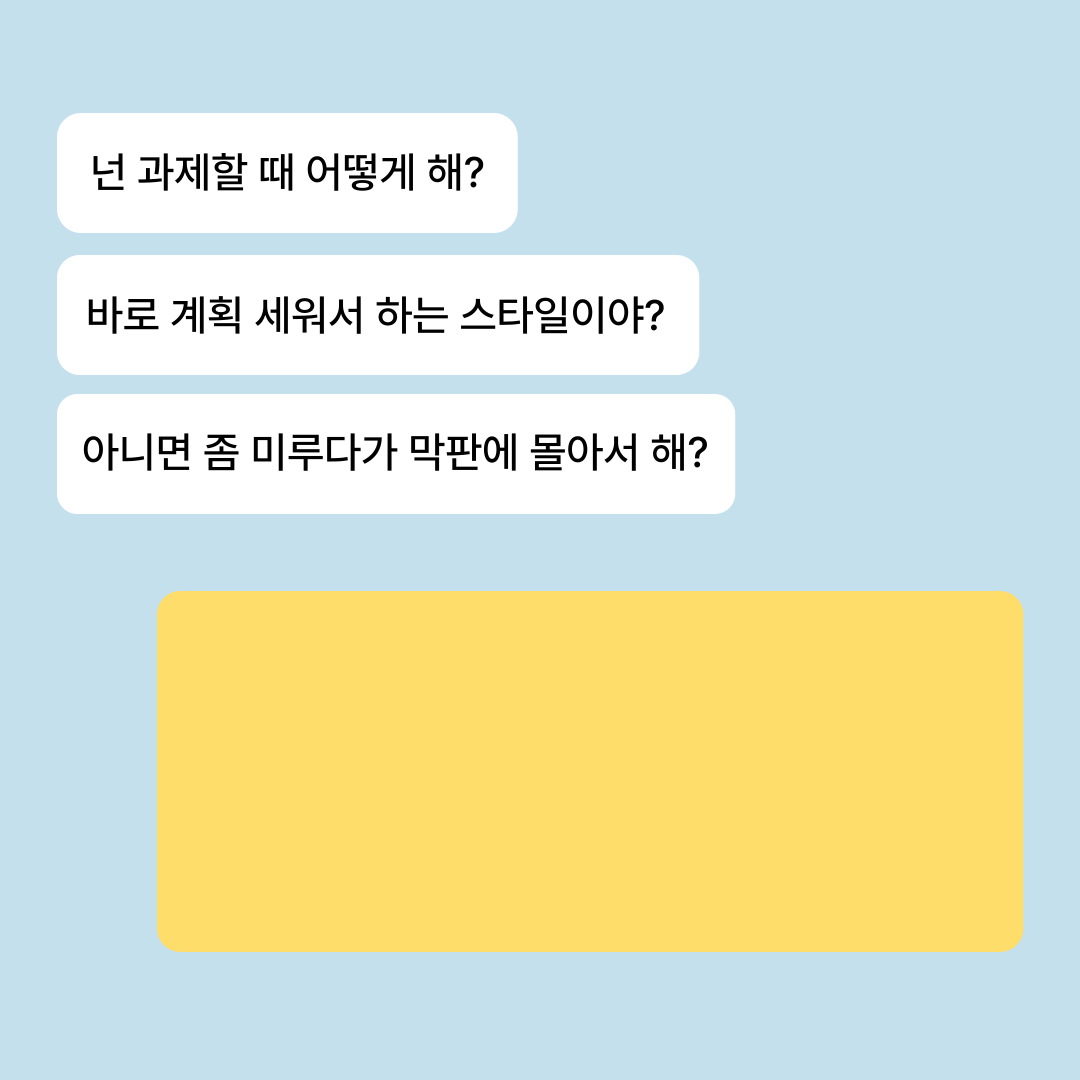 넌 과제할 때 어떻게 해?
바로 계획 세워서 하는 스타일이야?
아니면 좀 미루다가 막판에 몰아서 해?